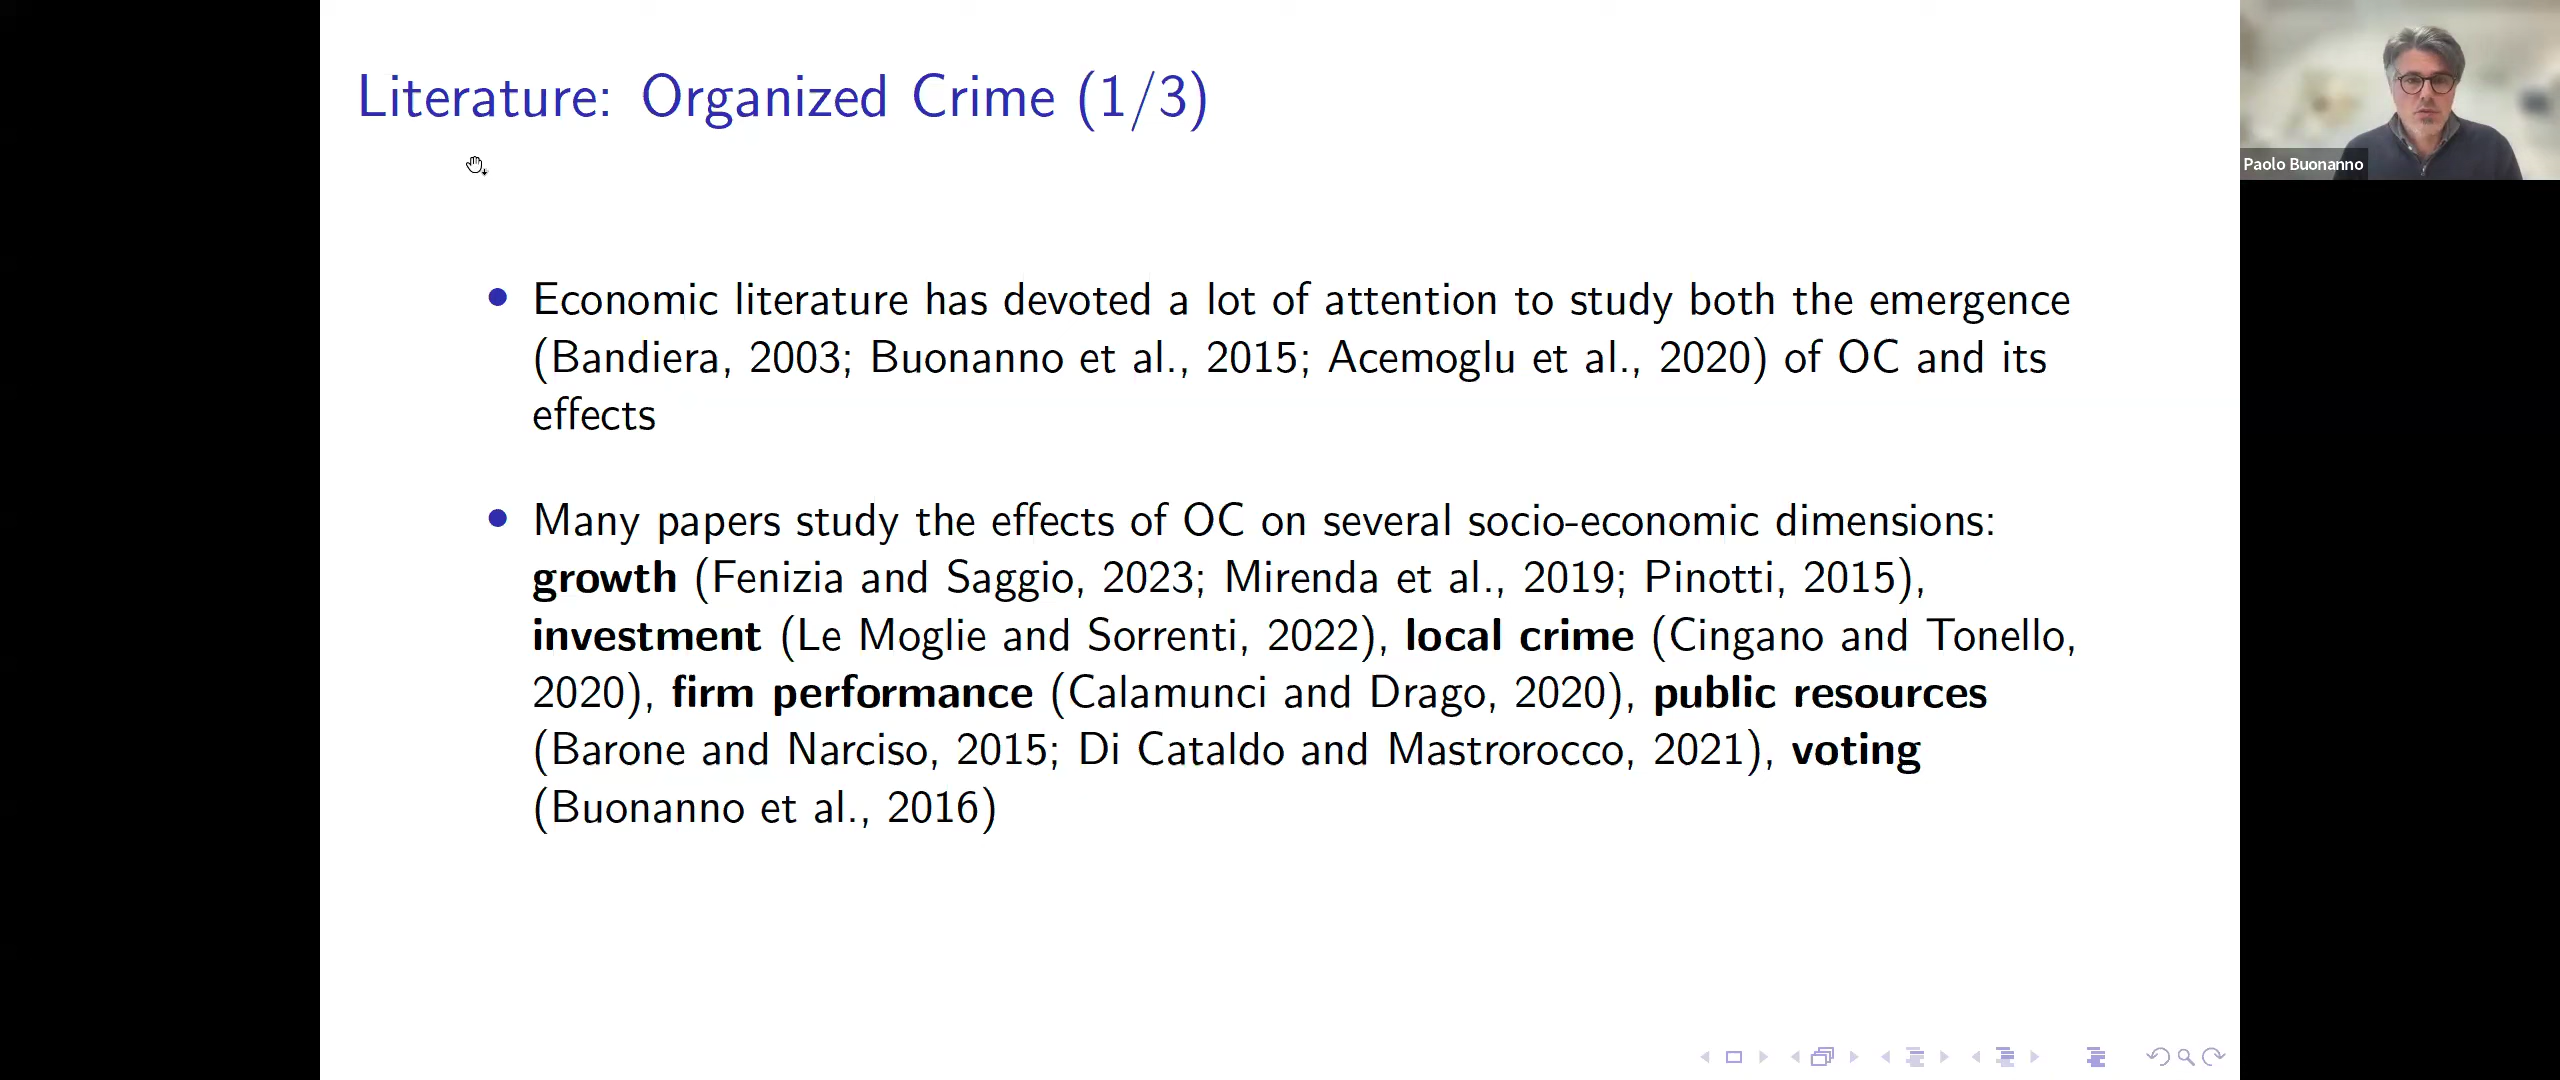 Literature: Organized Crime (1/3)
Paolo Buonanno
• Economic literature has devoted a lot of attention to study both the emergence
(Bandiera, 2003; Buonanno et al., 2015; Acemoglu et al., 2020) of OC and its
effects
• Many papers study the effects of OC on several socio-economic dimensions:
growth (Fenizia and Saggio, 2023; Mirenda et al., 2019; Pinotti, 2015),
investment (Le Moglie and Sorrenti, 2022), local crime (Cingano and Tonello,
2020), firm performance (Calamunci and Drago, 2020), public resources
(Barone and Narciso, 2015; Di Cataldo and Mastrorocco, 2021), voting
(Buonanno et al., 2016)